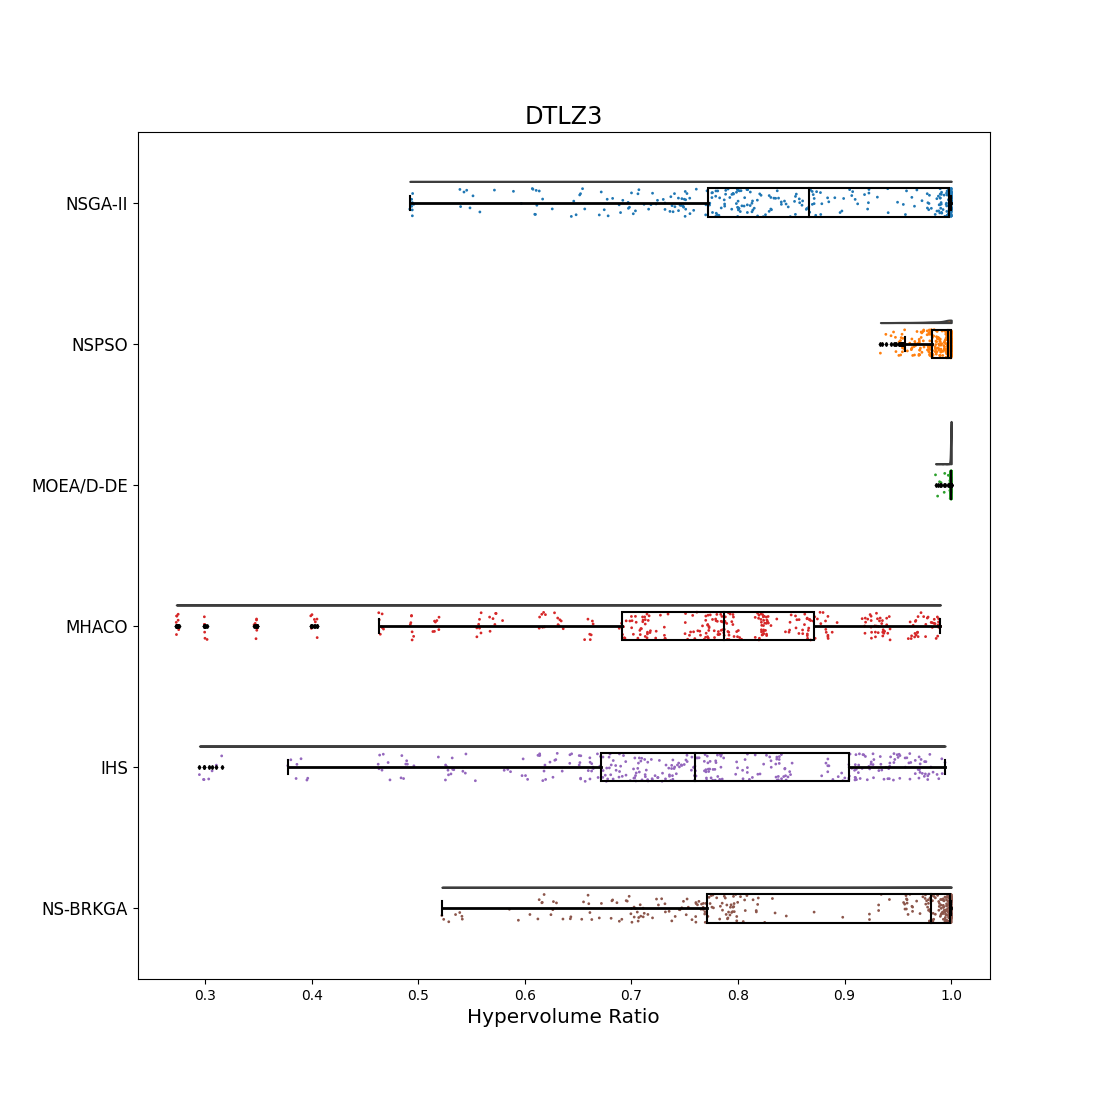 DTLZ3
NSGA-II
NSPSO
MOEA/D-DE
MHACO
IHS
NS-BRKGA
0.3 0.4 0.5 0.6 0.7 0.8 0.9 1.0
Hypervolume Ratio